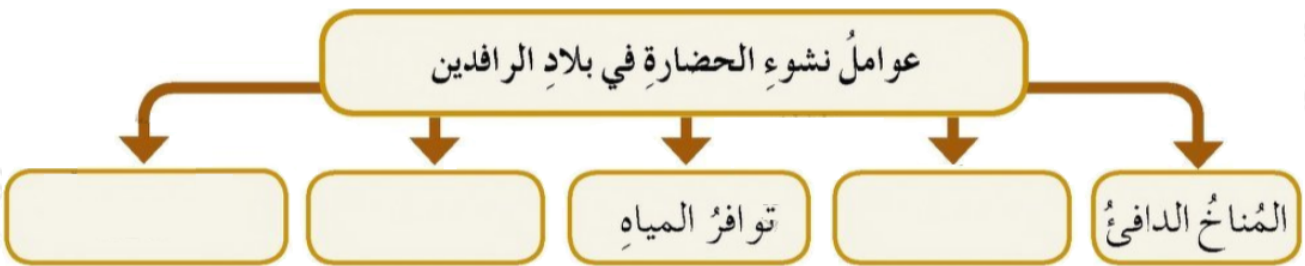 عواملُ نشوءِ الحضارةِ في بلادِ الرافدين
المُناخُ الدافئُ
توافرُ المياهِ